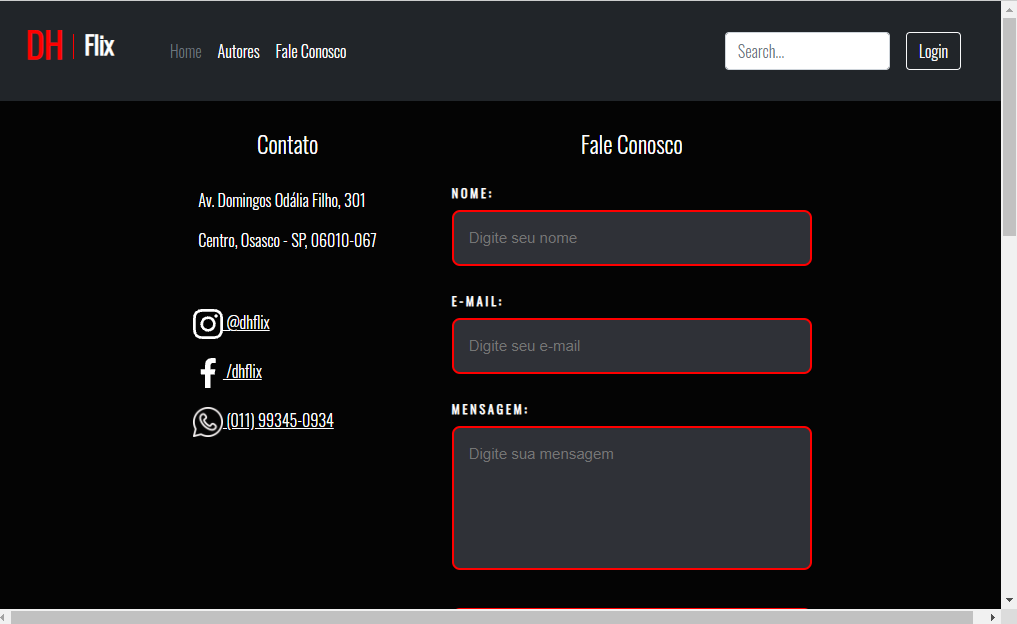 DH | Flix
Home Autores Fale Conosco
Search...
Login
Contato
Av. Domingos Odália Filho, 301
Centro, Osasco - SP, 06010-067
@dhflix
/dhflix
(011) 99345-0934
Fale Conosco
NOME:
Digite seu nome
E-MAIL:
Digite seu e-mail
MENSAGEM:
Digite sua mensagem